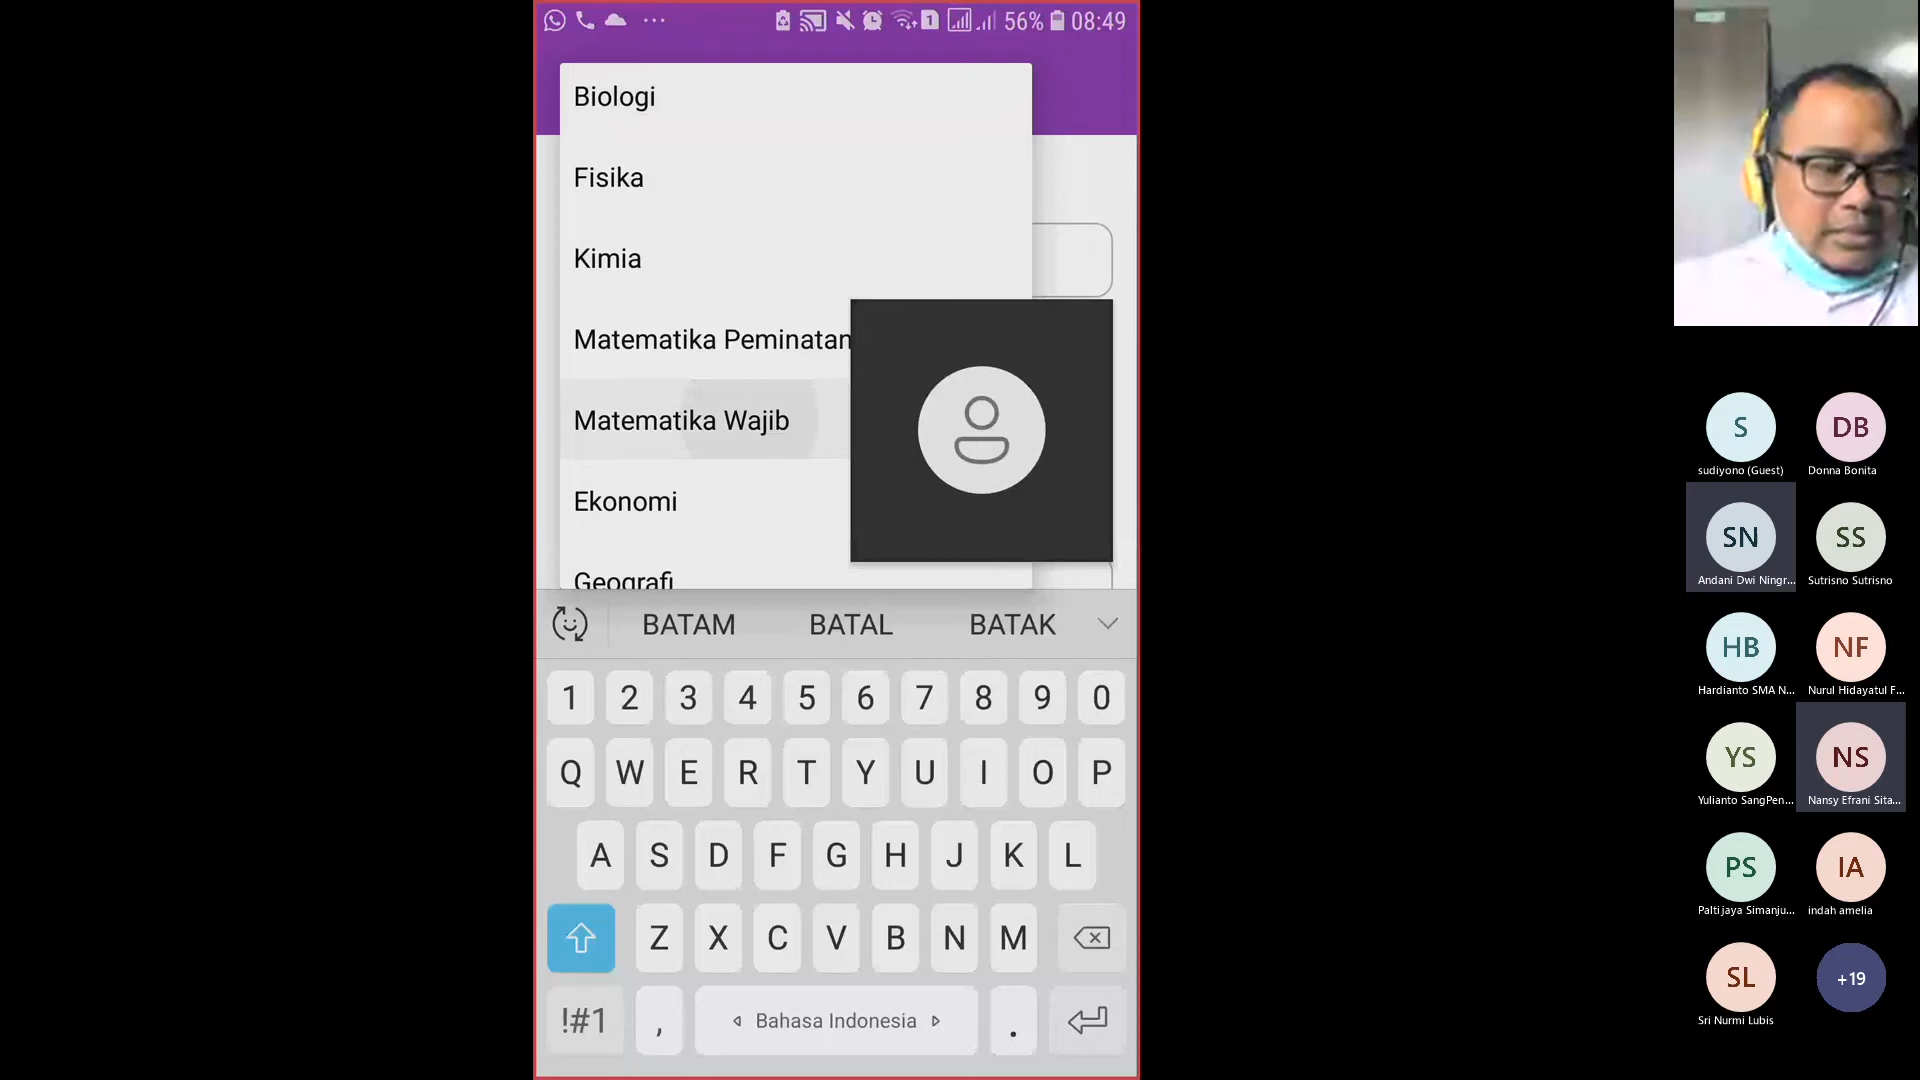 1
56%
08:49
Biologi
Fisika
Kimia
Matematika Peminatan
Matematika Wajib
Ekonomi
Geografi
BATAM BATAL BATAK
1 2 3 4 5 6 7 8 9 0
Q W E R T Y U I O P
A S D F G H J K L
Z X C V B N M
!#1 , Bahasa Indonesia .
S DB
sudiyono (Guest) Donna Bonita
SN SS
Andani Dwi Ningr... Sutrisno Sutrisno
HB NF
Hardianto SMA N... Nurul Hidayatul F...
YS NS
Yulianto SangPen... Nansy Efrani Sita...
PS IA
Palti jaya Simanju... indah amelia
SL +19
Sri Nurmi Lubis